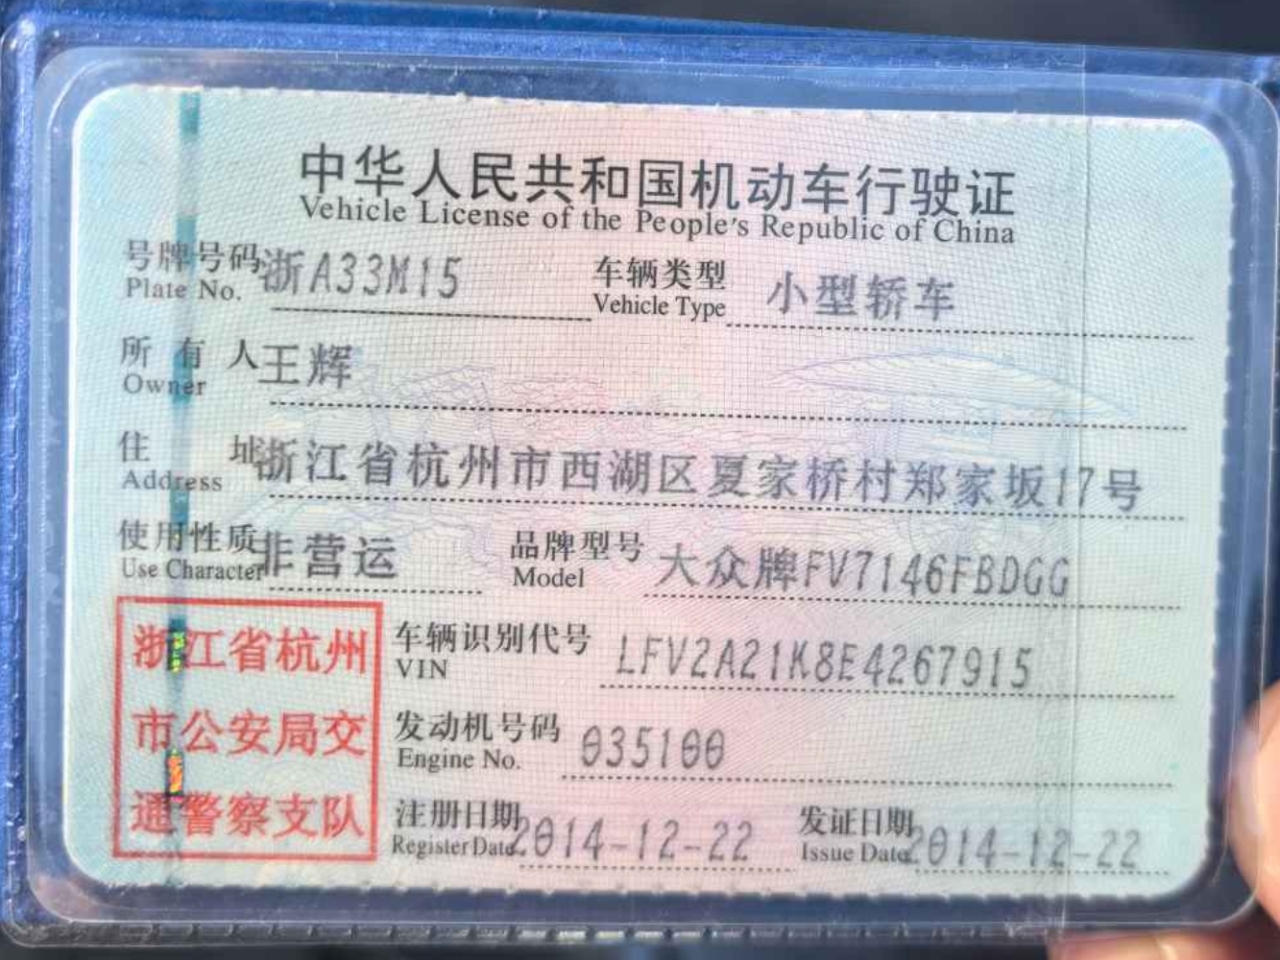 中华人民共和国机动车行驶证
Vehicle License of the People's Republic of China
号牌号码 浙A33M15 车辆类型 小型轿车
Plate No. Vehicle Type
所有人 王辉
Owner
住址 浙江省杭州市西湖区夏家桥村郑家坂17号
Address
使用性质 非营运 品牌型号 大众牌FV7146FBDGG
Use Character Model
浙江省杭州
市公安局交
通警察支队
车辆识别代号 LFV2A21K8E4267915
VIN
发动机号码 035100
Engine No.
注册日期 2014-12-22 发证日期 2014-12-22
Register Date Issue Date